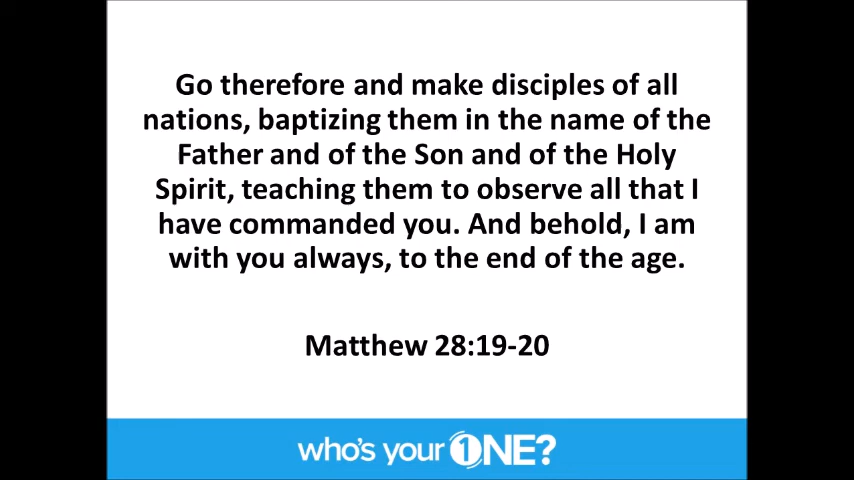 Go therefore and make disciples of all
nations, baptizing them in the name of the
Father and of the Son and of the Holy
Spirit, teaching them to observe all that I
have commanded you. And behold, I am
with you always, to the end of the age.
Matthew 28:19-20
who's your 1NE?